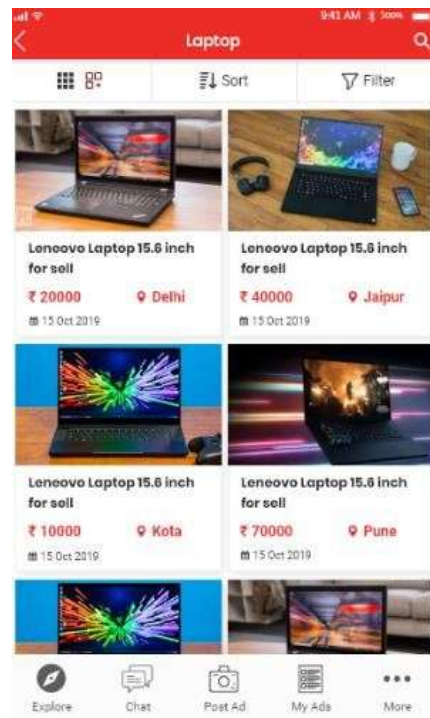 9:41 AM 100%
Laptop
Sort Filter
Leneovo Laptop 15.6 inch
for sell
₹ 20000 Delhi
15 Oct 2019
Leneovo Laptop 15.6 inch
for sell
₹ 40000 Jaipur
15 Oct 2019
Leneovo Laptop 15.6 inch
for sell
₹ 10000 Kota
15 Oct 2019
Leneovo Laptop 15.6 inch
for sell
₹ 70000 Pune
15 Oct 2019
Explore Chat Post Ad My Ads More